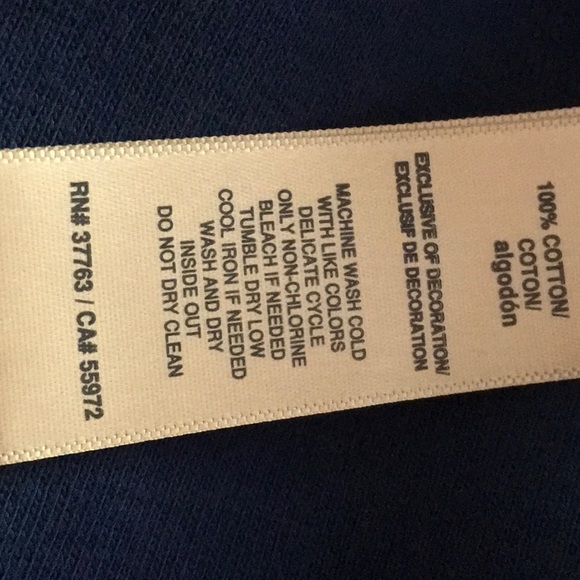 100% COTTON/
COTON/
algodón
EXCLUSIVE OF DECORATION/
EXCLUSIF DE DECORATION
MACHINE WASH COLD
WITH LIKE COLORS
DELICATE CYCLE
ONLY NON-CHLORINE
BLEACH IF NEEDED
TUMBLE DRY LOW
COOL IRON IF NEEDED
WASH AND DRY
INSIDE OUT
DO NOT DRY CLEAN
RN# 37763 / CA# 55972